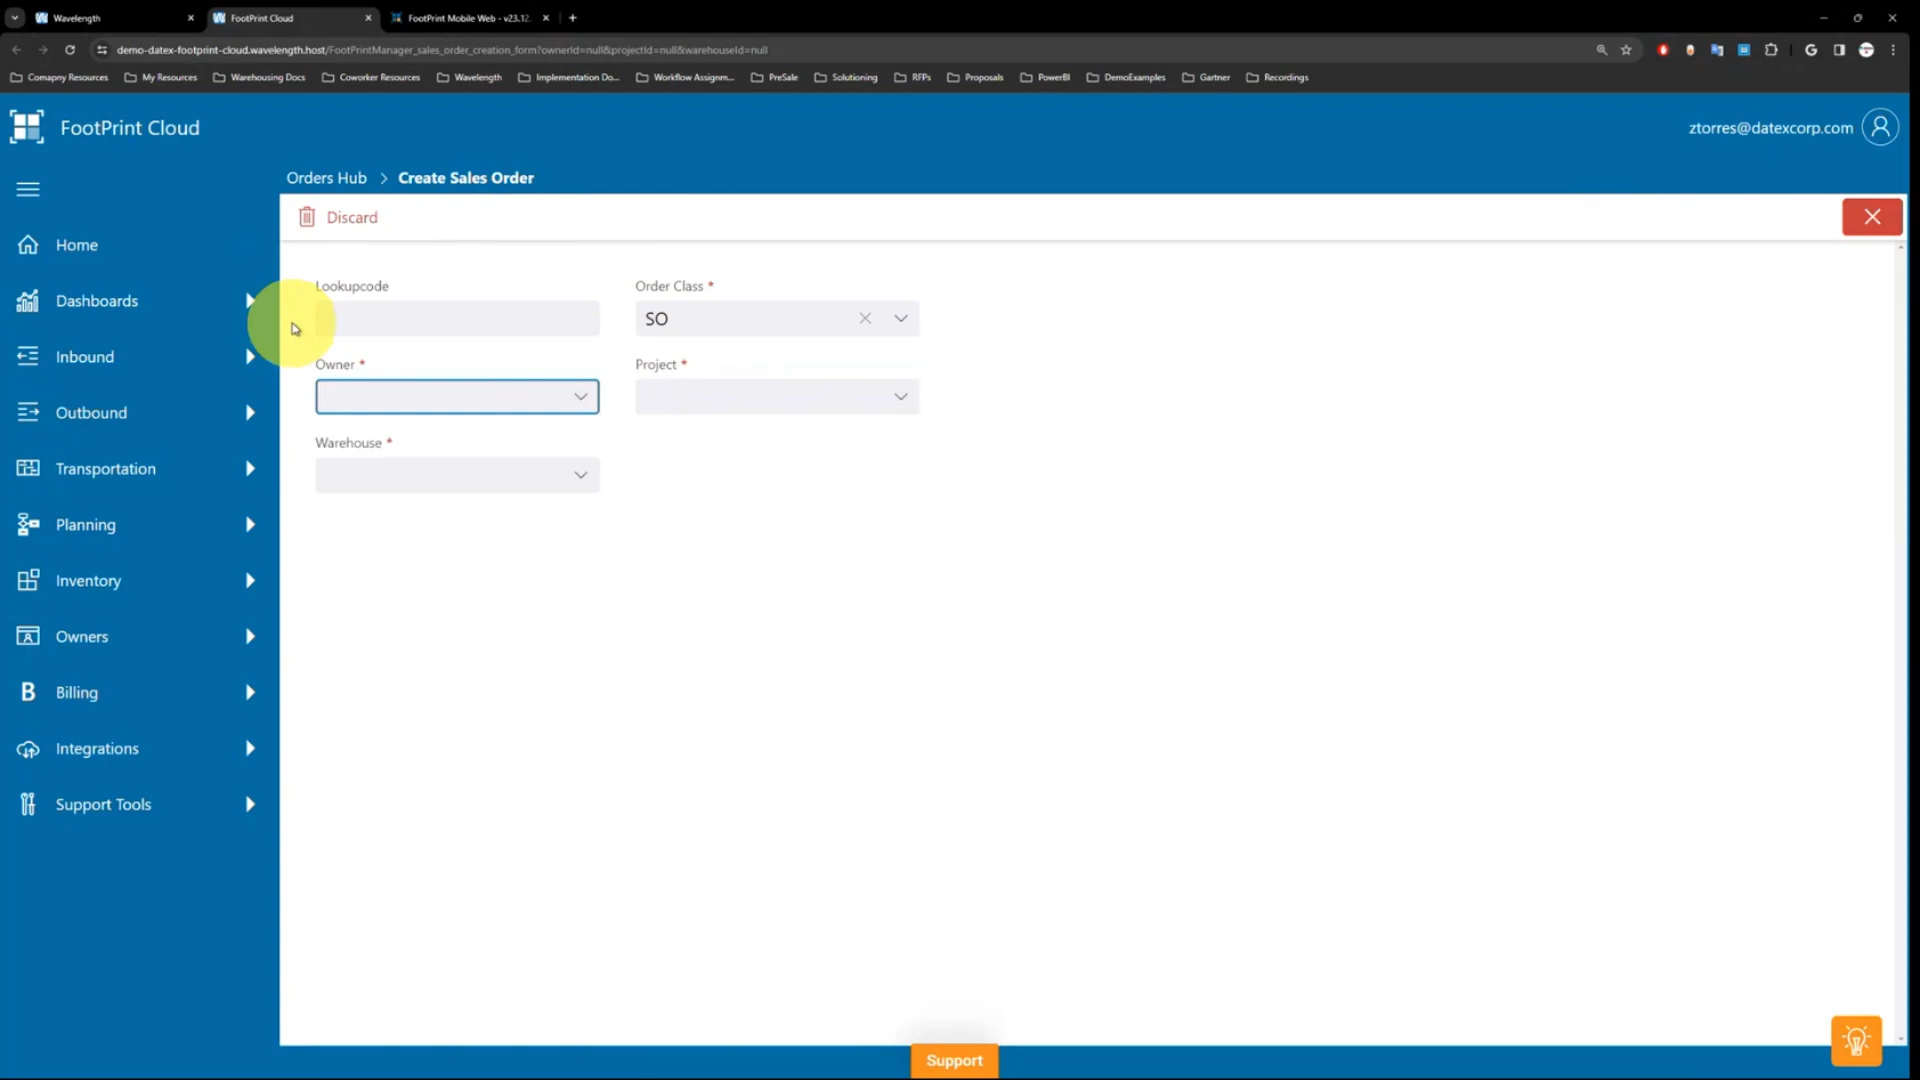 Wavelength
FootPrint Cloud
FootPrint Mobile Web - v23.12.
demo-datex-footprint-cloud.wavelength.host/FootPrintManager_sales_order_creation_form?ownerId=null&projectId=null&warehouseId=null
Comapny Resources
My Resources
Warehousing Docs
Coworker Resources
Wavelength
Implementation Do...
Workflow Assignm...
PreSale
Solutioning
RFPs
Proposals
PowerBI
DemoExamples
Gartner
Recordings
FootPrint Cloud
ztorres@datexcorp.com
Orders Hub > Create Sales Order
Discard
Home
Dashboards
Inbound
Outbound
Transportation
Planning
Inventory
Owners
B Billing
Integrations
Support Tools
Lookupcode
Order Class *
SO
Owner *
Project *
Warehouse *
Support